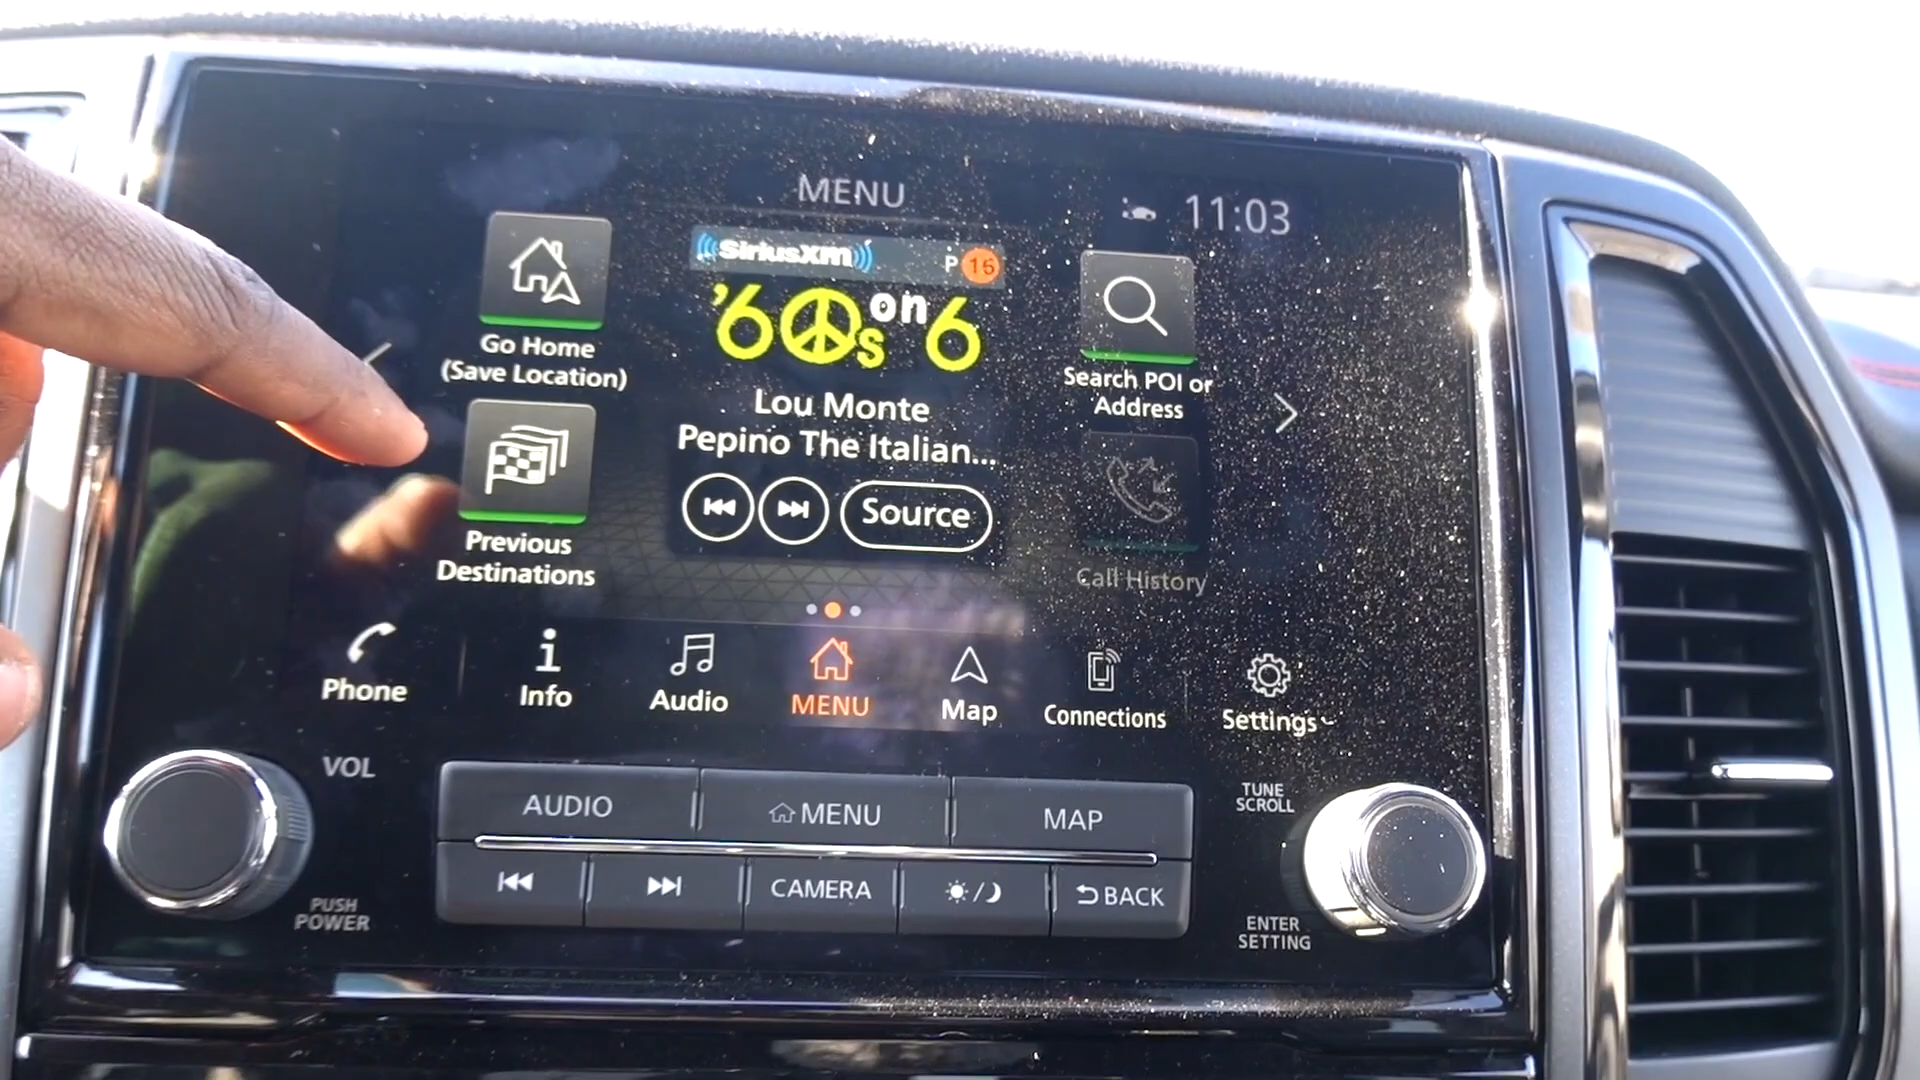 MENU
11:03
SiriusXM
P 16
'60s on 6
Go Home
(Save Location)
Lou Monte
Pepino The Italian...
Source
Search POI or
Address
Previous
Destinations
Call History
Phone
Info
Audio
MENU
Map
Connections
Settings
VOL
PUSH
POWER
AUDIO
MENU
MAP
CAMERA
/
BACK
TUNE
SCROLL
ENTER
SETTING